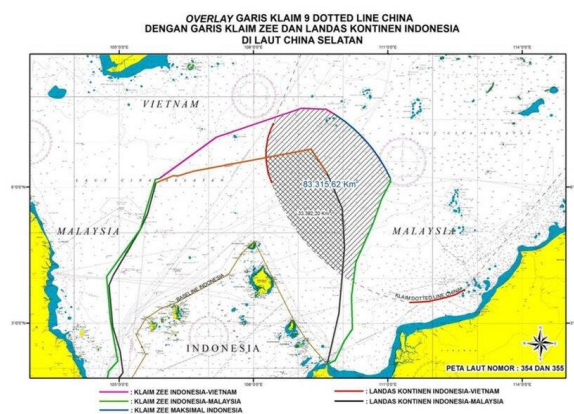 OVERLAY GARIS KLAIM 9 DOTTED LINE CHINA
DENGAN GARIS KLAIM ZEE DAN LANDAS KONTINEN INDONESIA
DI LAUT CHINA SELATAN
VIETNAM
83.315,62 Km²
MALAYSIA
MALAYSIA
BASELINE INDONESIA
KLAIM DOTTED LINE CHINA
INDONESIA
PETA LAUT NOMOR : 354 DAN 355
: KLAIM ZEE INDONESIA-VIETNAM
: KLAIM ZEE INDONESIA-MALAYSIA
: KLAIM ZEE MAKSIMAL INDONESIA
: LANDAS KONTINEN INDONESIA-VIETNAM
: LANDAS KONTINEN INDONESIA-MALAYSIA